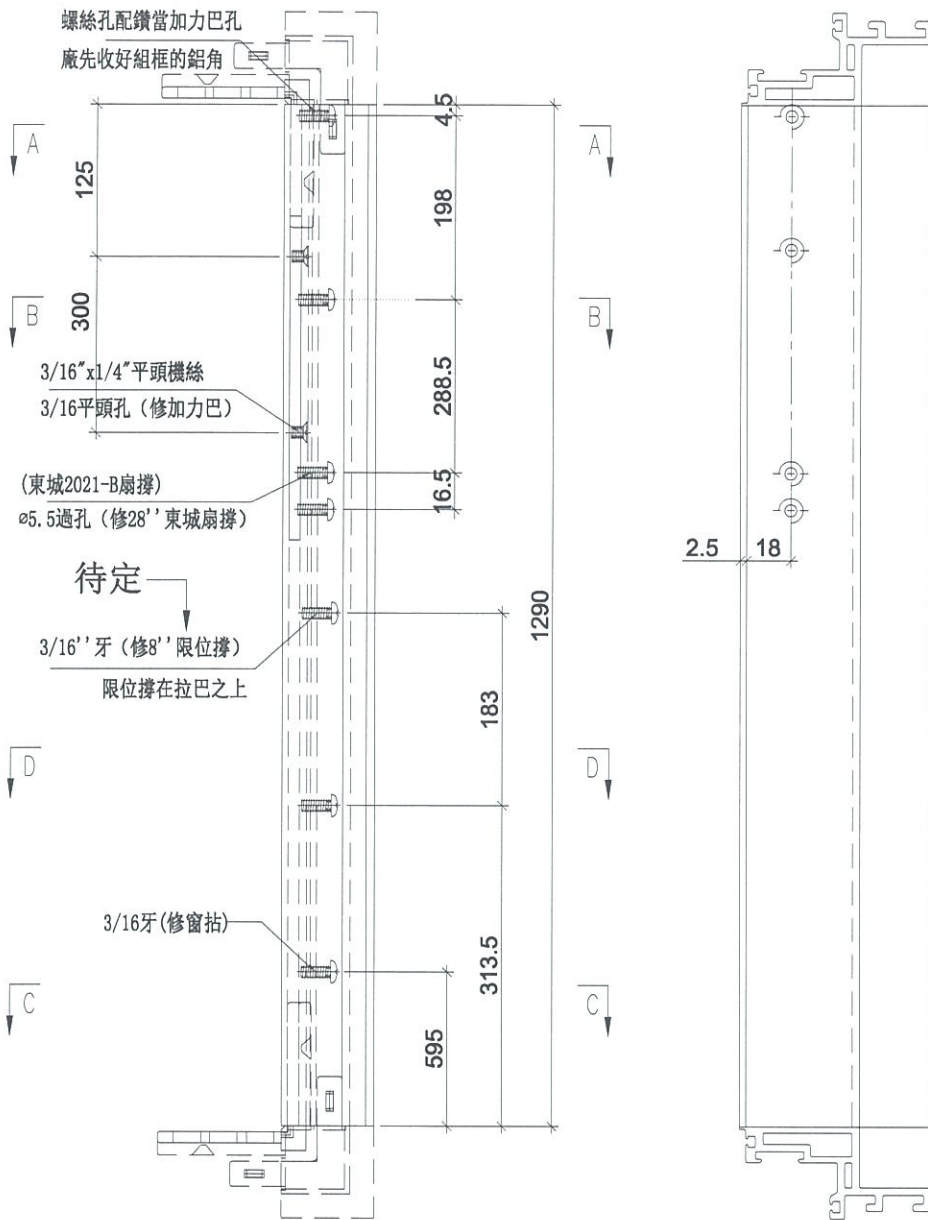 螺絲孔配鑽當加力巴孔
廠先收好組框的鋁角
4.5
A
A
125
198
B
B
300
3/16"x1/4"平頭機絲
3/16平頭孔（修加力巴）
288.5
(東城2021-B扇撐)
ø5.5過孔（修28''東城扇撐）
16.5
2.5
18
待定
1290
3/16''牙（修8''限位撐）
限位撐在拉巴之上
183
D
D
3/16牙(修窗拈)
313.5
C
C
595